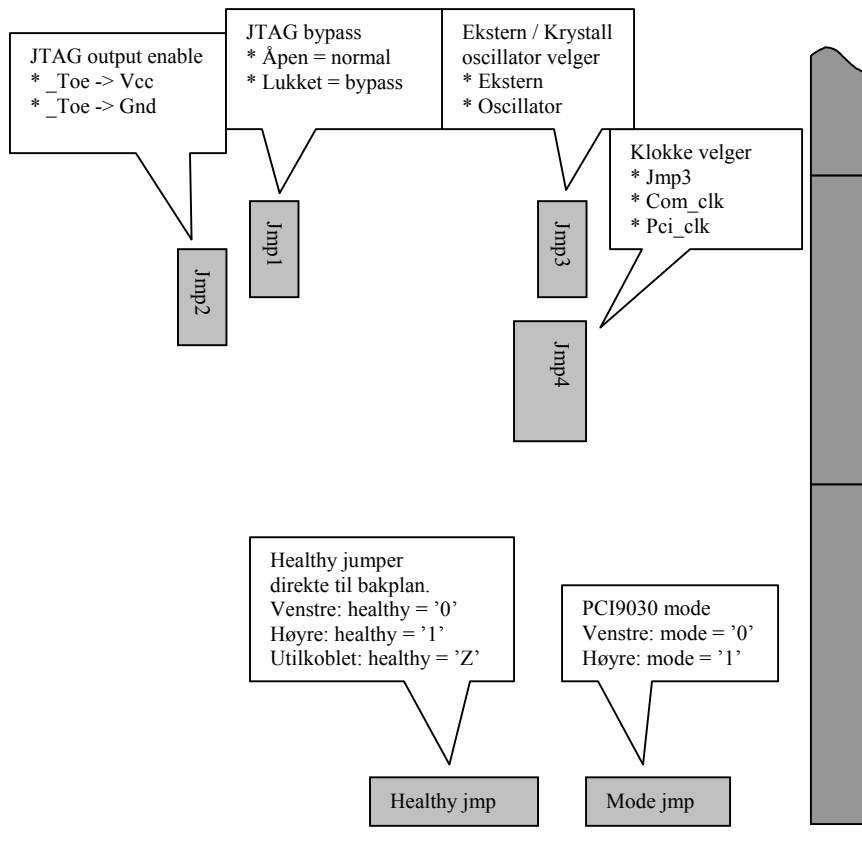 JTAG output enable
* _Toe -> Vcc
* _Toe -> Gnd
JTAG bypass
* Åpen = normal
* Lukket = bypass
Ekstern / Krystall
oscillator velger
* Ekstern
* Oscillator
Klokke velger
* Jmp3
* Com_clk
* Pci_clk
Jmp2
Jmp1
Jmp3
Jmp4
Healthy jumper
direkte til bakplan.
Venstre: healthy = ’0’
Høyre: healthy = ’1’
Utilkoblet: healthy = ’Z’
PCI9030 mode
Venstre: mode = ’0’
Høyre: mode = ’1’
Healthy jmp
Mode jmp